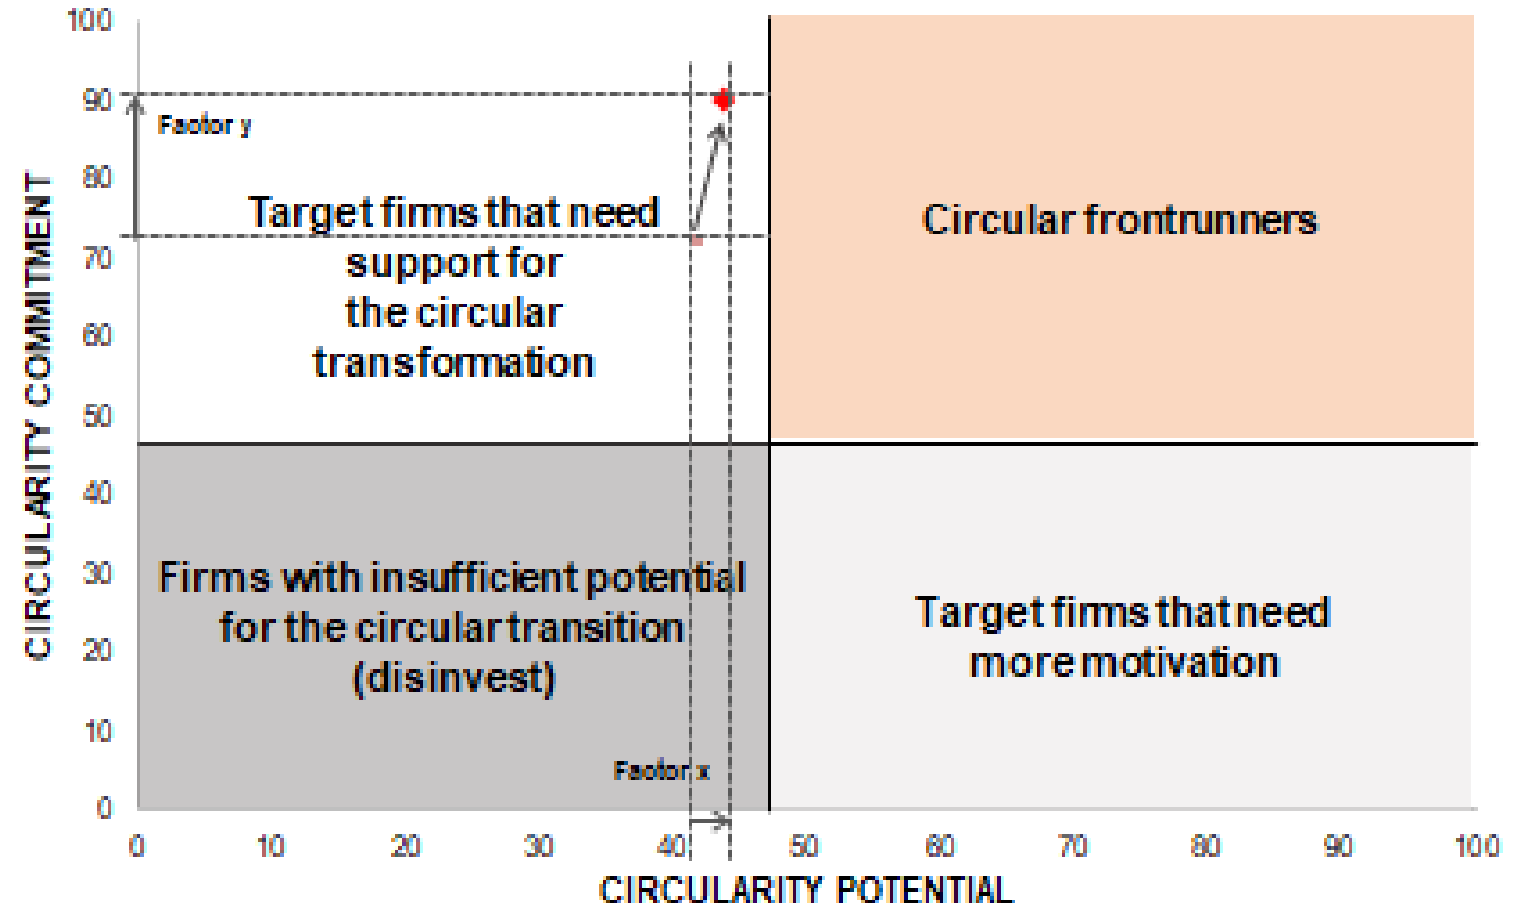 100
90
80
70
60
50
40
30
20
10
0
CIRCULARITY COMMITMENT
Factor y
Target firms that need
support for
the circular
transformation
Circular frontrunners
Firms with insufficient potential
for the circular transition
(disinvest)
Target firms that need
more motivation
Factor x
0 10 20 30 40 50 60 70 80 90 100
CIRCULARITY POTENTIAL